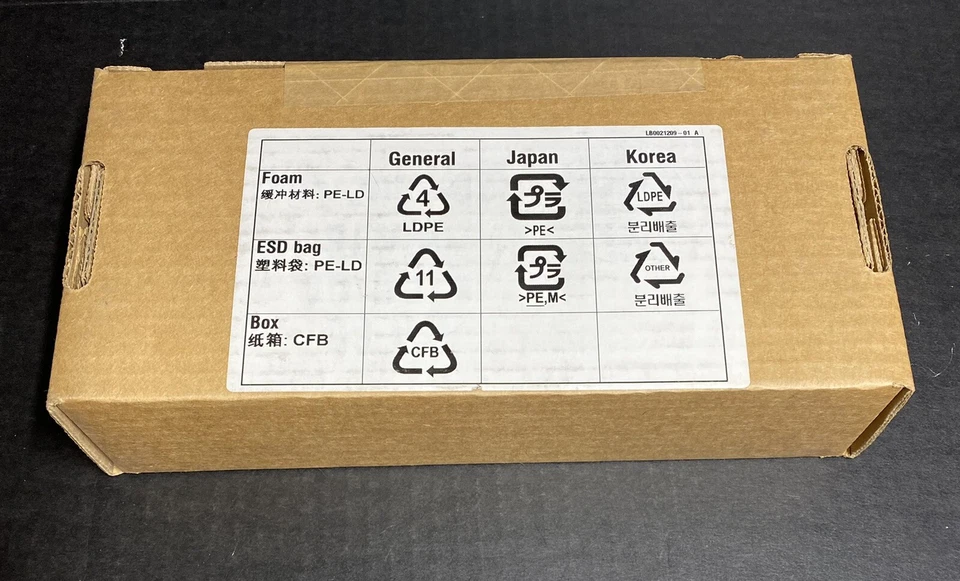 LB0021209-01 A
General Japan Korea
Foam
缓冲材料: PE-LD
4
LDPE
プラ
>PE<
LDPE
분리배출
ESD bag
塑料袋: PE-LD
11
プラ
>PE,M<
OTHER
분리배출
Box
纸箱: CFB
CFB